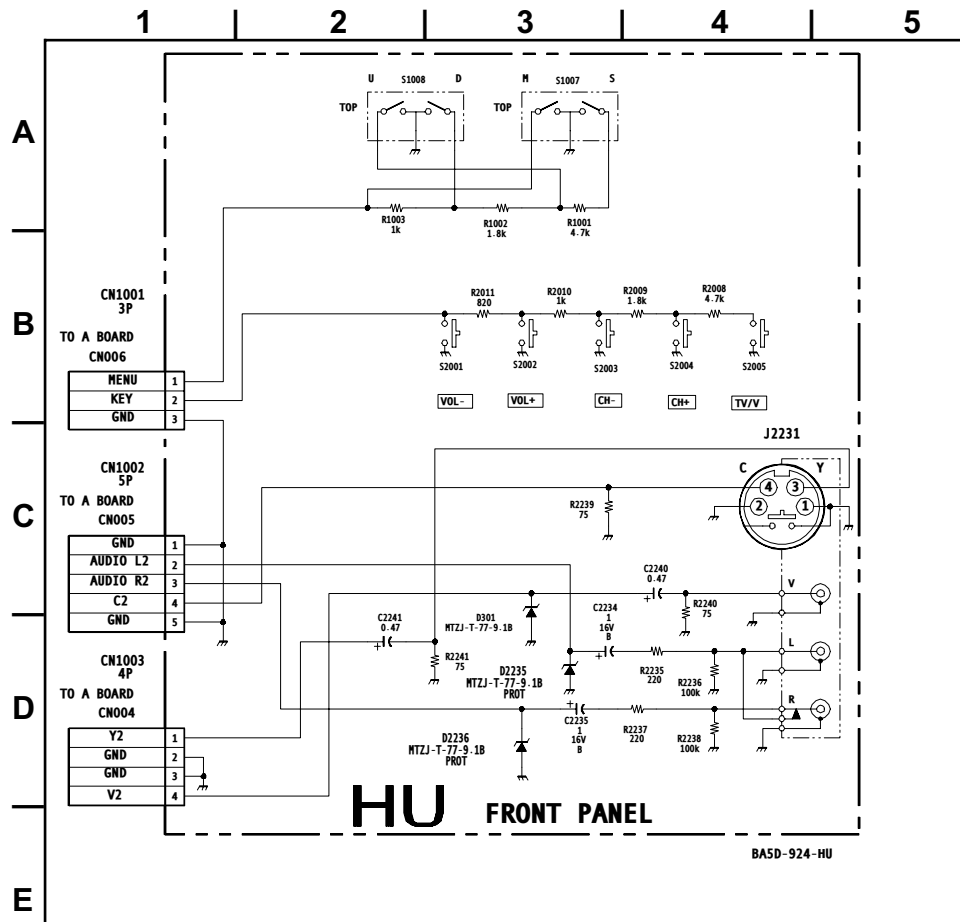 1 2 3 4 5
A
B
C
D
E
U S1008 D M S1007 S
TOP TOP
R1003
1k
R1002
1.8k
R1001
4.7k
CN1001
3P
TO A BOARD
CN006
MENU 1
KEY 2
GND 3
R2011
820
R2010
1k
R2009
1.8k
R2008
4.7k
S2001 S2002 S2003 S2004 S2005
VOL- VOL+ CH- CH+ TV/V
J2231
C Y
4 3
2 1
CN1002
5P
TO A BOARD
CN005
GND 1
AUDIO L2 2
AUDIO R2 3
C2 4
GND 5
R2239
75
C2240
0.47
+
V
R2240
75
C2241
0.47
+
D301
MTZJ-T-77-9.1B
C2234
1
16V
B
+
R2241
75
L
D2235
MTZJ-T-77-9.1B
PROT
R2235
220
R2236
100k
CN1003
4P
TO A BOARD
CN004
Y2 1
GND 2
GND 3
V2 4
R
+
C2235
1
16V
B
R2237
220
R2238
100k
D2236
MTZJ-T-77-9.1B
PROT
HU FRONT PANEL
BA5D-924-HU